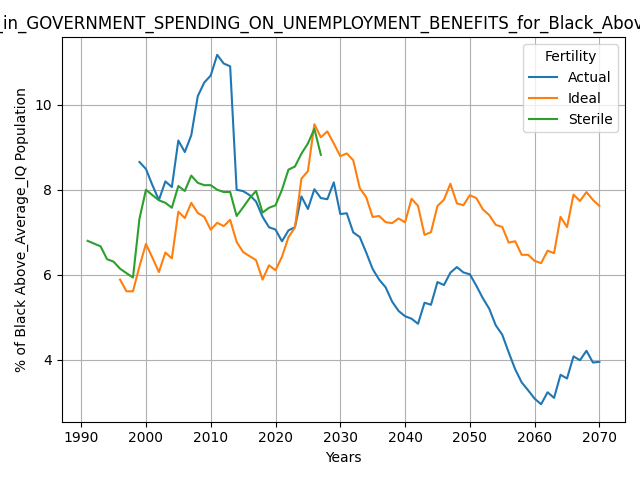 _in_GOVERNMENT_SPENDING_ON_UNEMPLOYMENT_BENEFITS_for_Black_Abov
Fertility
Actual
Ideal
Sterile
% of Black Above_Average_IQ Population
10
8
6
4
1990 2000 2010 2020 2030 2040 2050 2060 2070
Years